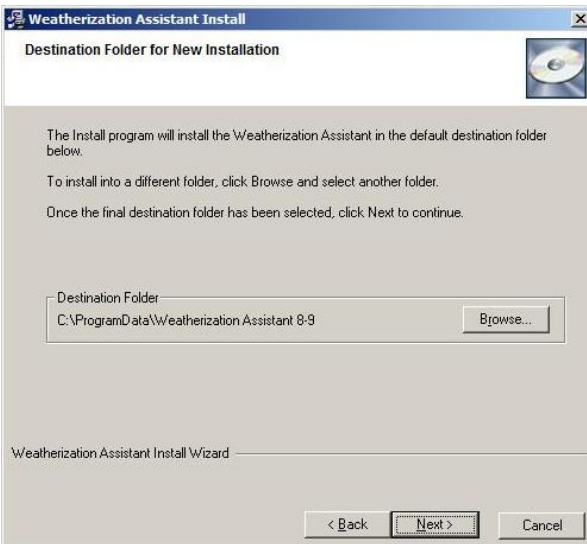 Weatherization Assistant Install
Destination Folder for New Installation
The Install program will install the Weatherization Assistant in the default destination folder
below.
To install into a different folder, click Browse and select another folder.
Once the final destination folder has been selected, click Next to continue.
Destination Folder
C:\ProgramData\Weatherization Assistant 8-9
Browse...
Weatherization Assistant Install Wizard
< Back
Next >
Cancel